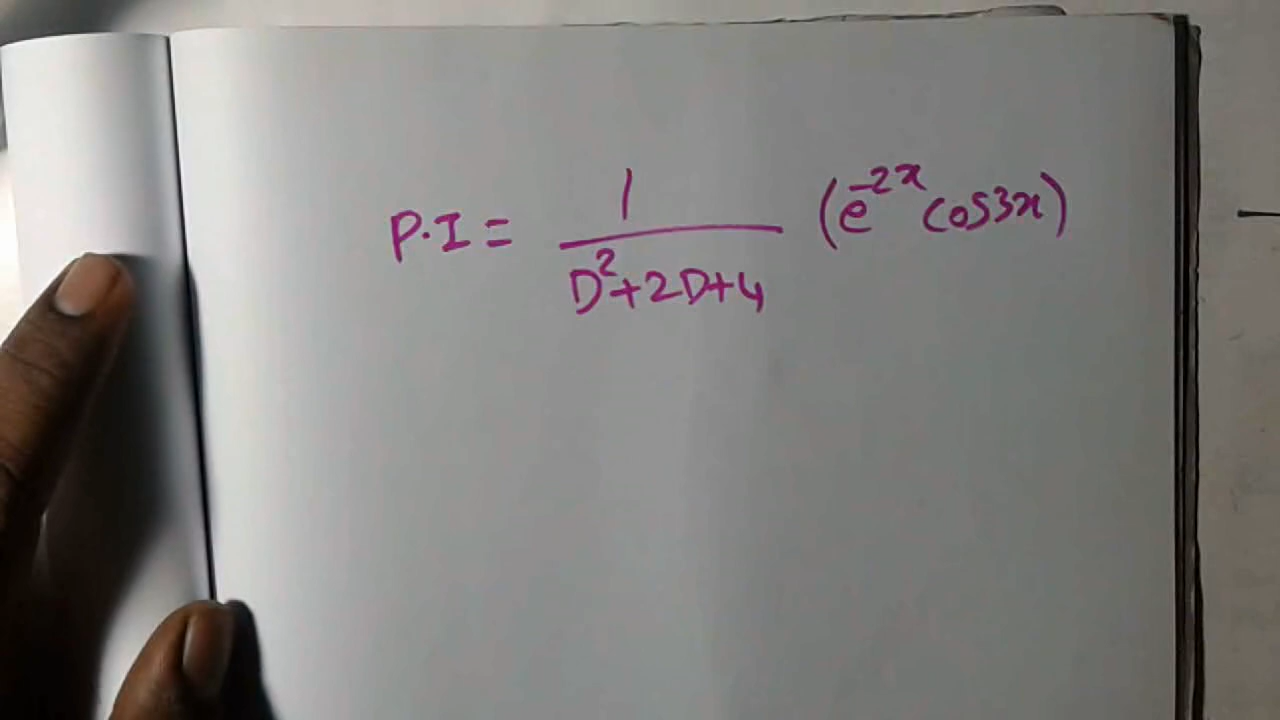 P.I = 1 / (D²+2D+4) (e^{-2x} cos3x)